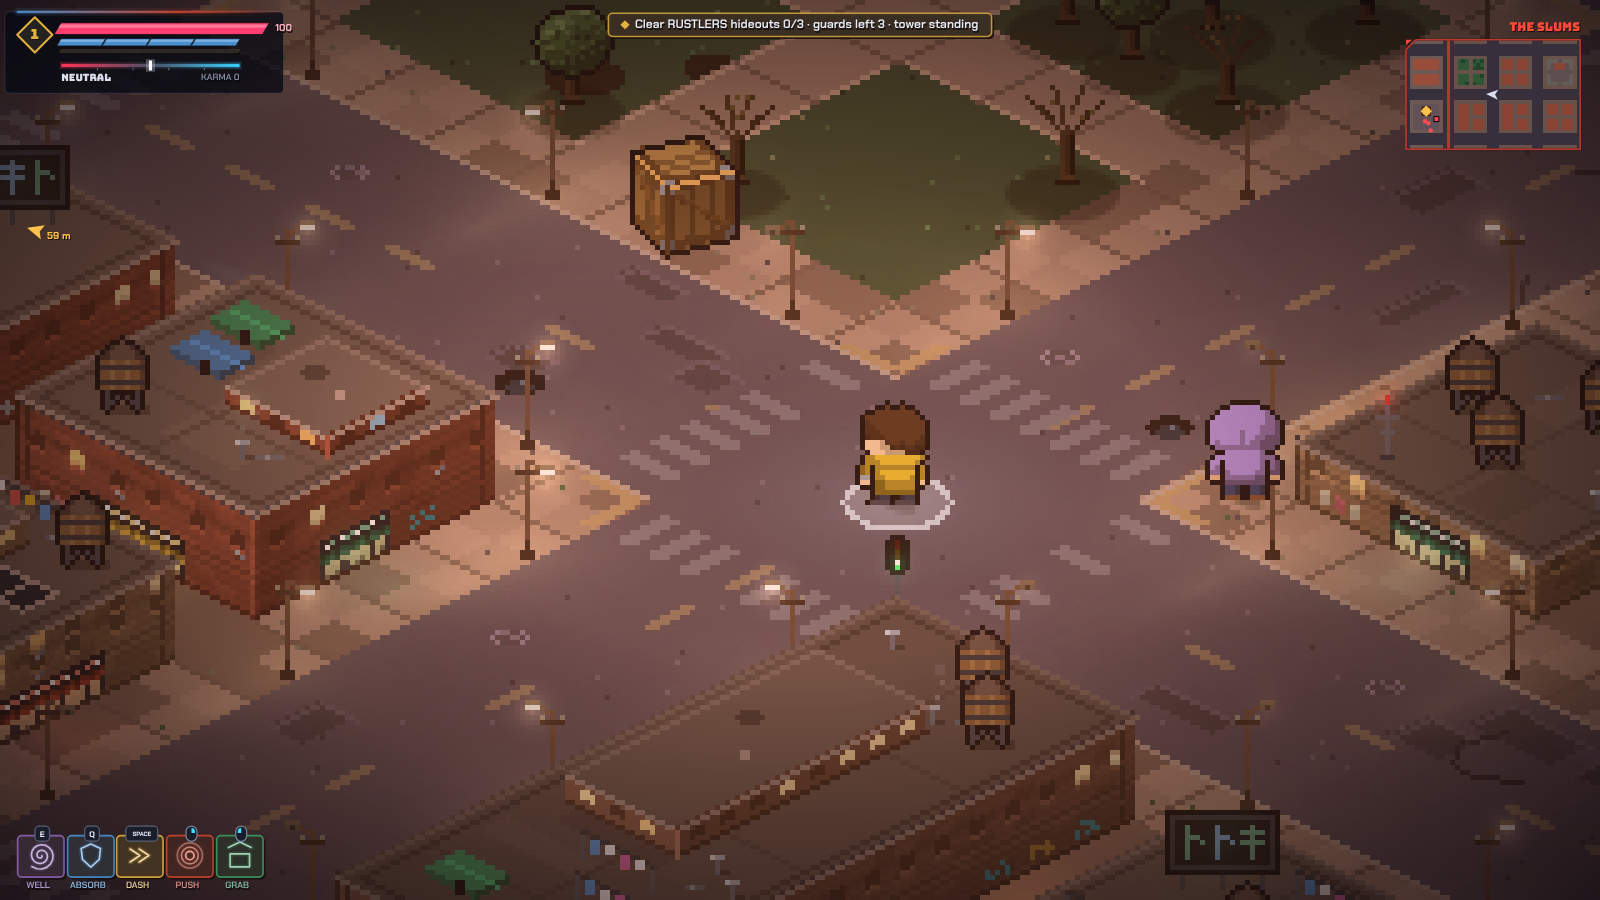 1
100
NEUTRAL
KARMA 0
Clear RUSTLERS hideouts 0/3 · guards left 3 · tower standing
THE SLUMS
59 m
E
Q
SPACE
WELL
ABSORB
DASH
PUSH
GRAB